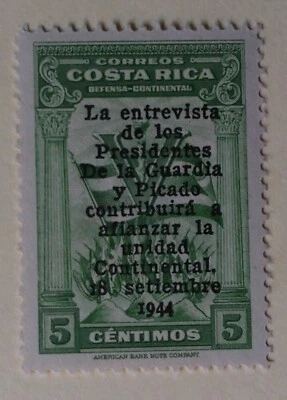 CORREOS
COSTA RICA
DEFENSA-CONTINENTAL
La entrevista
de los
Presidentes
De la Guardia
y Picado
contribuirá a
afianzar la
unidad
Continental.
18. setiembre
1944
5 CÉNTIMOS 5
AMERICAN BANK NOTE COMPANY